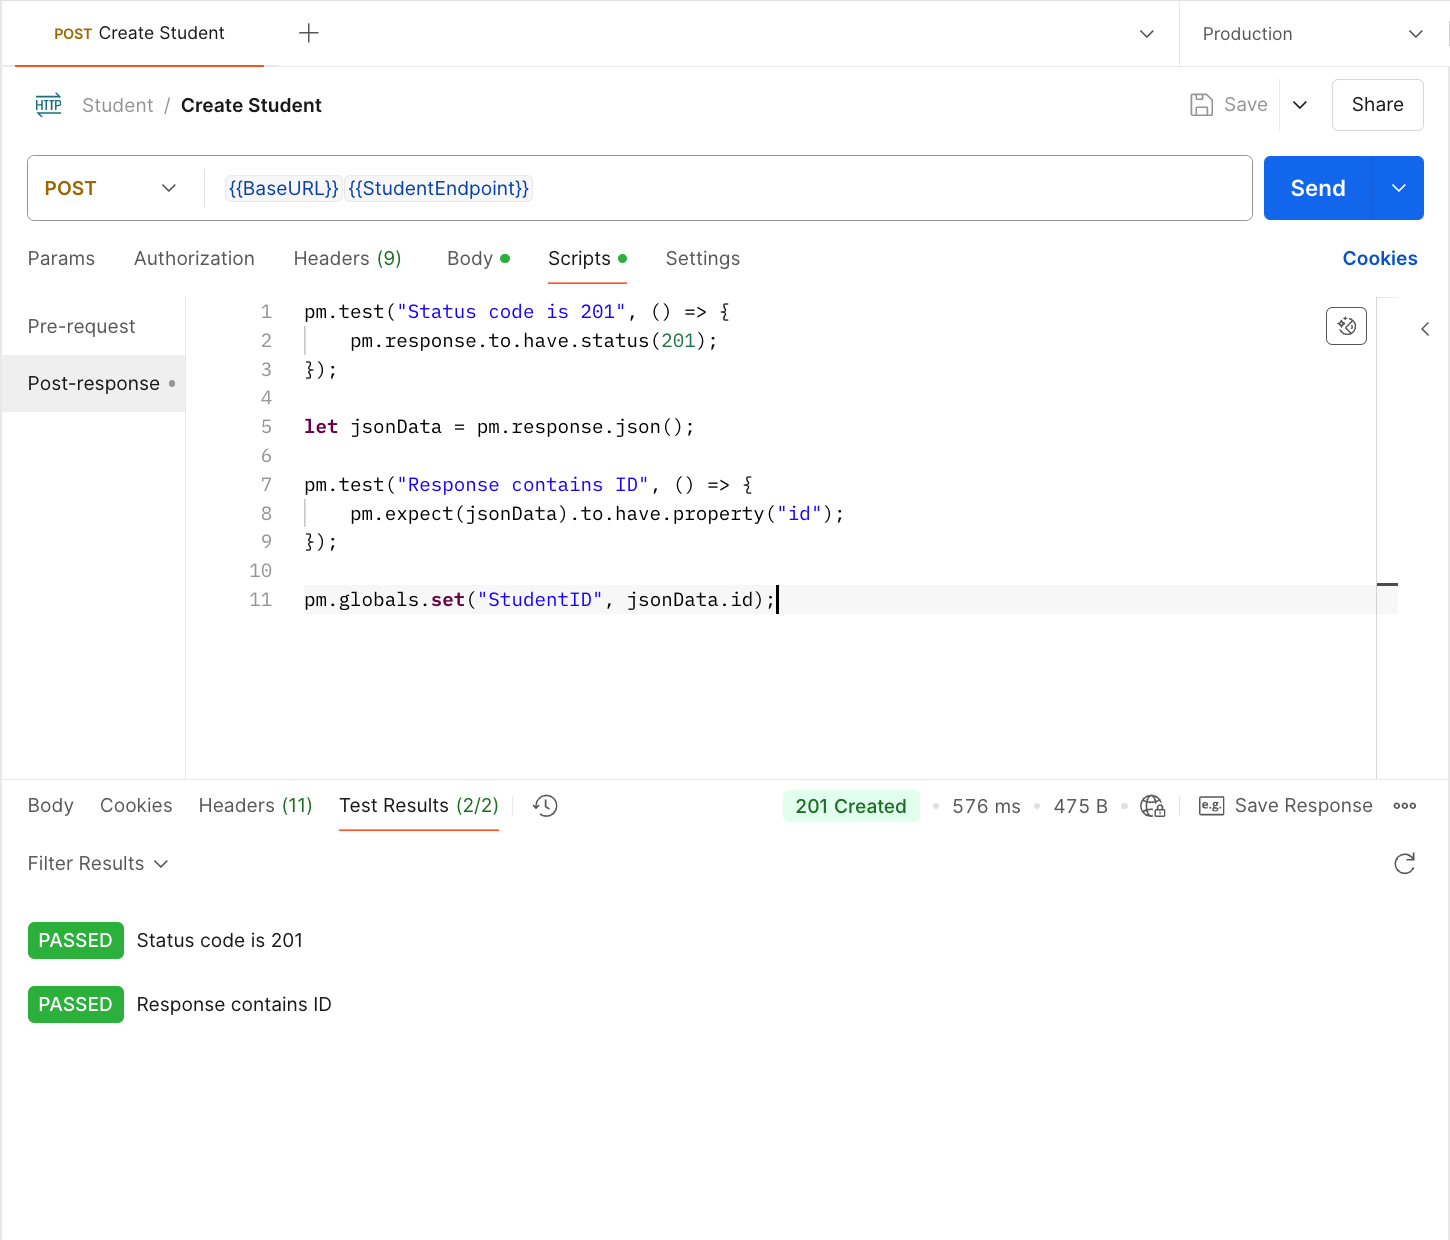 POST Create Student
Production
HTTP Student / Create Student
Save
Share
POST
{{BaseURL}} {{StudentEndpoint}}
Send
Params Authorization Headers (9) Body Scripts Settings
Cookies
Pre-request
Post-response
1 pm.test("Status code is 201", () => {
2     pm.response.to.have.status(201);
3 });
4
5 let jsonData = pm.response.json();
6
7 pm.test("Response contains ID", () => {
8     pm.expect(jsonData).to.have.property("id");
9 });
10
11 pm.globals.set("StudentID", jsonData.id);
Body Cookies Headers (11) Test Results (2/2)
201 Created • 576 ms • 475 B
e.g. Save Response
Filter Results
PASSED Status code is 201
PASSED Response contains ID